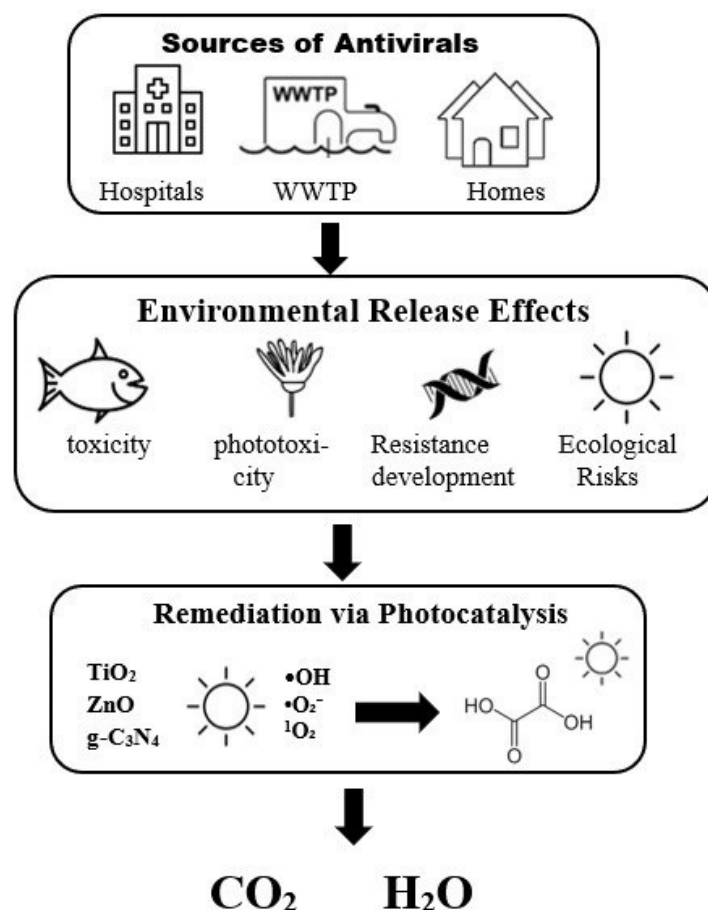 Sources of Antivirals
WWTP
Hospitals WWTP Homes
Environmental Release Effects
toxicity phototoxi- Resistance Ecological
city development Risks
Remediation via Photocatalysis
TiO₂
ZnO
g-C₃N₄
•OH
•O₂⁻
¹O₂
HO O
O OH
CO₂ H₂O